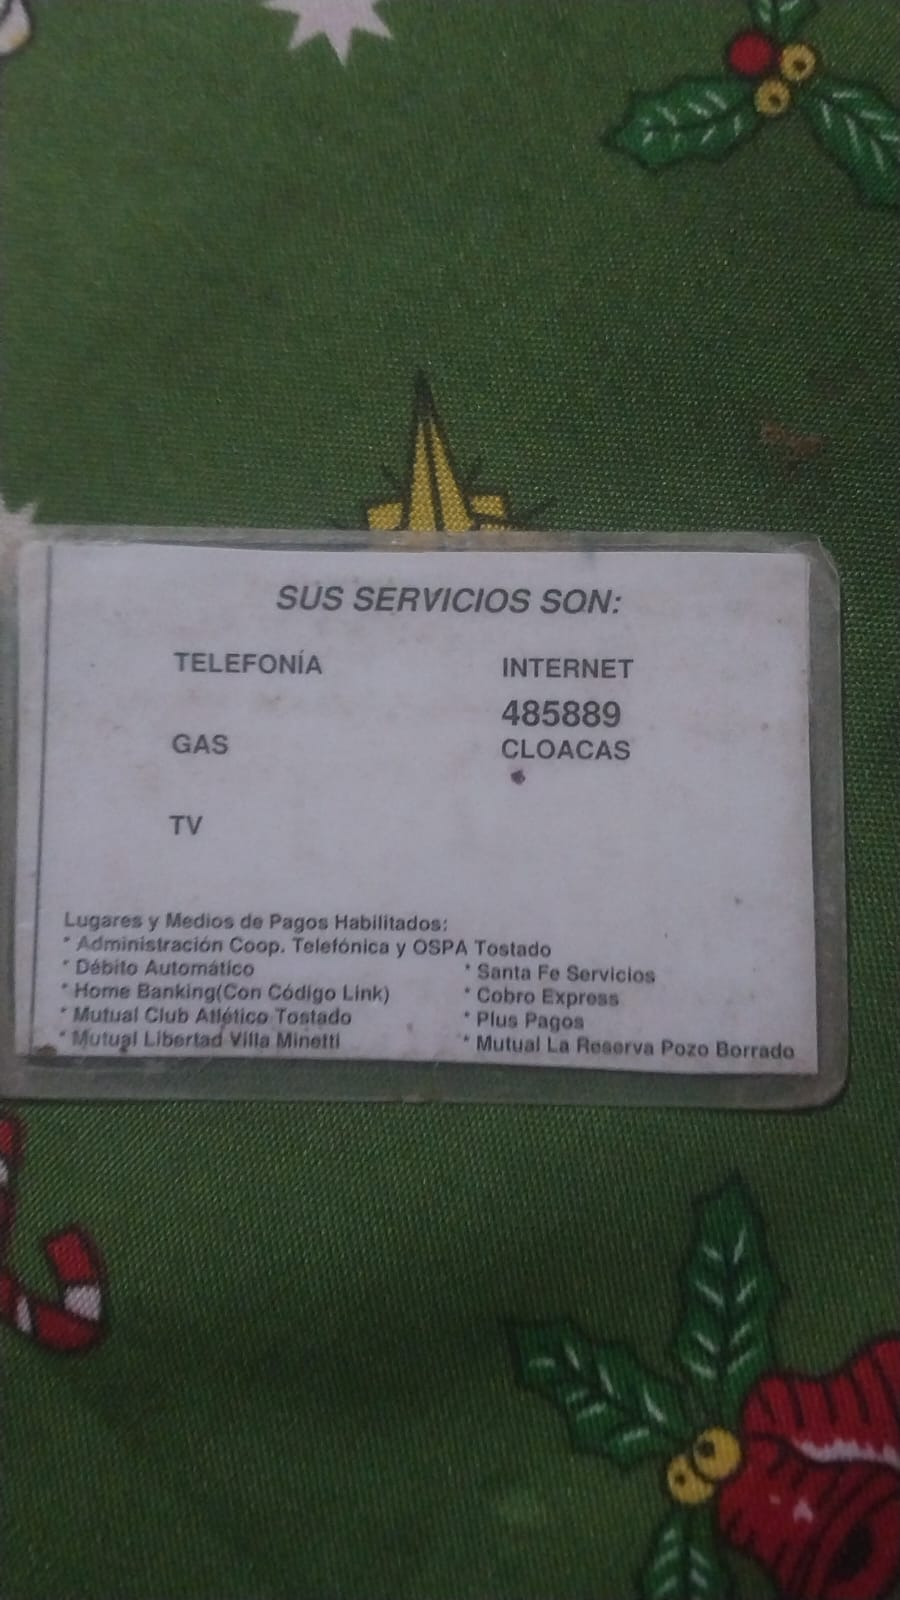 SUS SERVICIOS SON:
TELEFONÍA INTERNET
485889
GAS CLOACAS
TV
Lugares y Medios de Pagos Habilitados:
* Administración Coop. Telefónica y OSPA Tostado
* Débito Automático * Santa Fe Servicios
* Home Banking(Con Código Link) * Cobro Express
* Mutual Club Atlético Tostado * Plus Pagos
* Mutual Libertad Villa Minetti * Mutual La Reserva Pozo Borrado